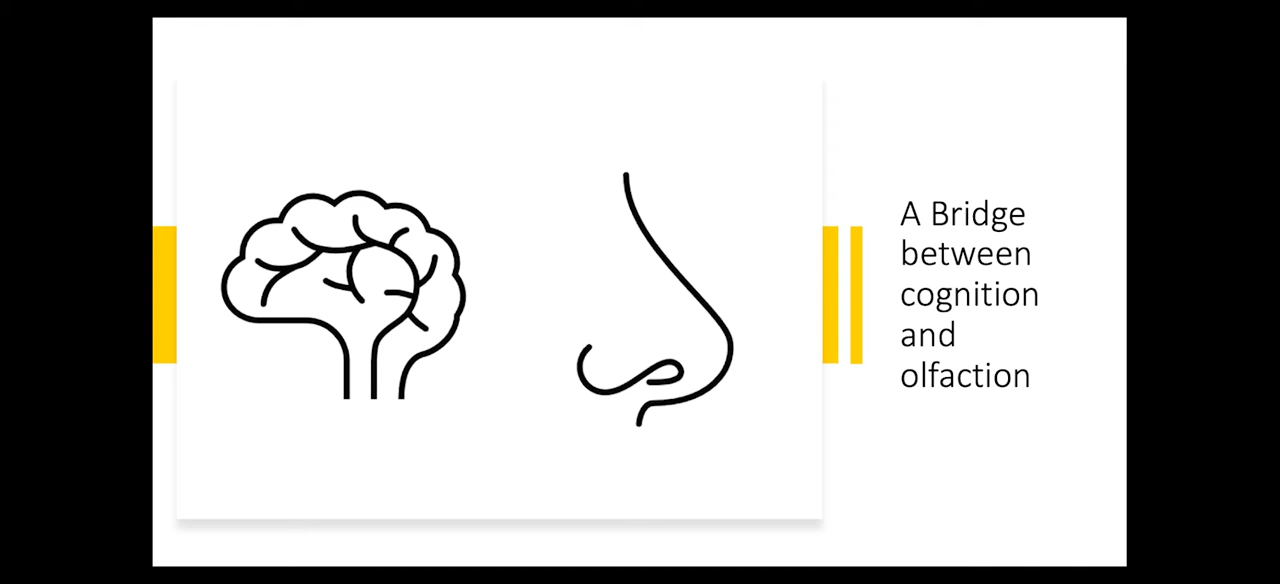 A Bridge
between
cognition
and
olfaction